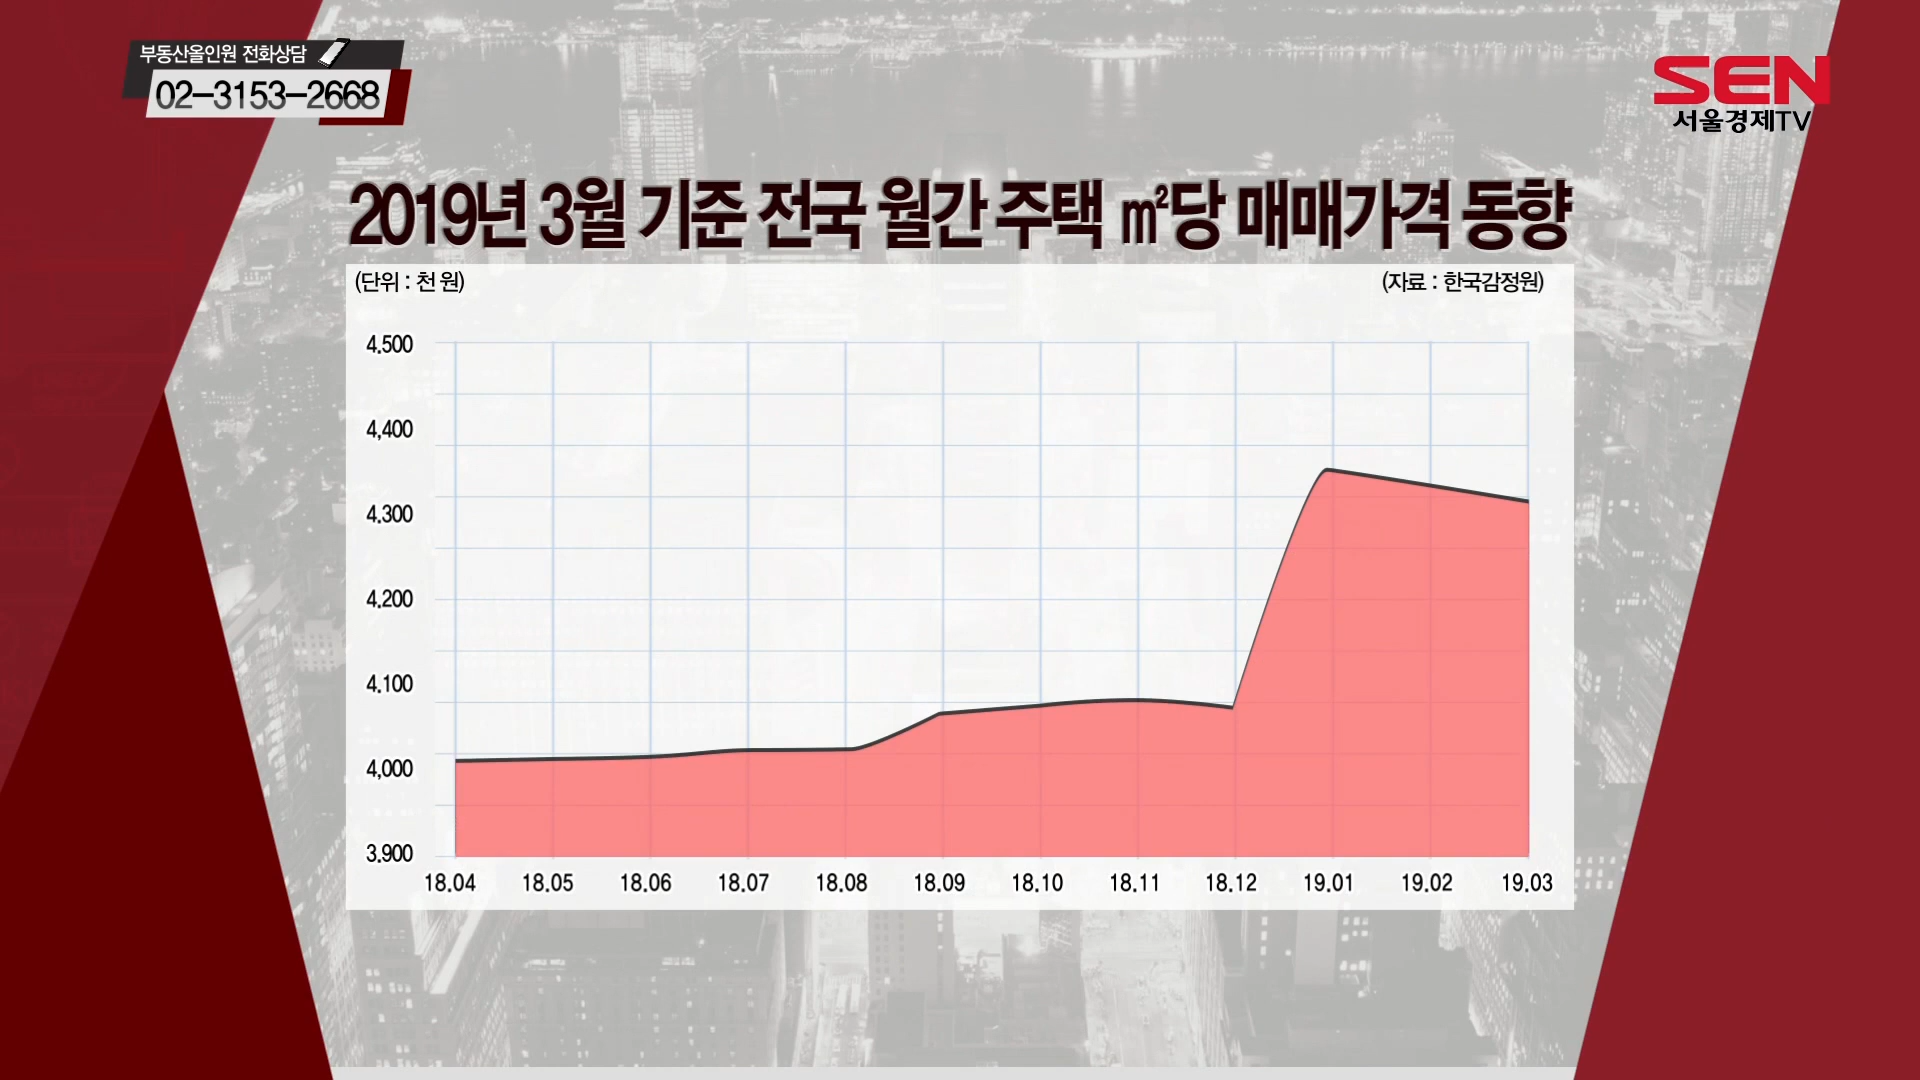 부동산올인원 전화상담
02-3153-2668
SEN
서울경제TV
2019년 3월 기준 전국 월간 주택 ㎡당 매매가격 동향
(단위 : 천 원)
(자료 : 한국감정원)
4,500
4,400
4,300
4,200
4,100
4,000
3,900
18.04 18.05 18.06 18.07 18.08 18.09 18.10 18.11 18.12 19.01 19.02 19.03